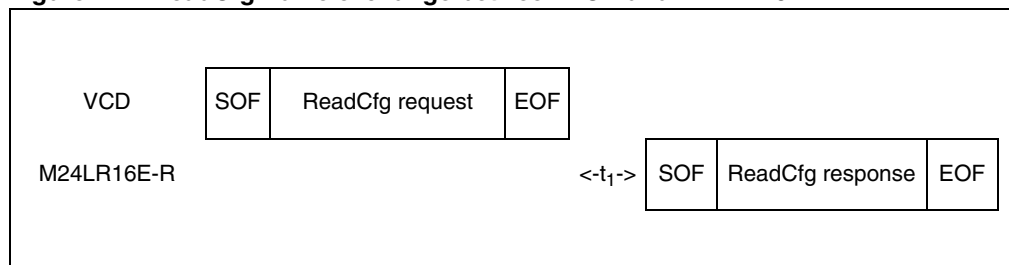 VCD SOF ReadCfg request EOF
M24LR16E-R <-t1-> SOF ReadCfg response EOF